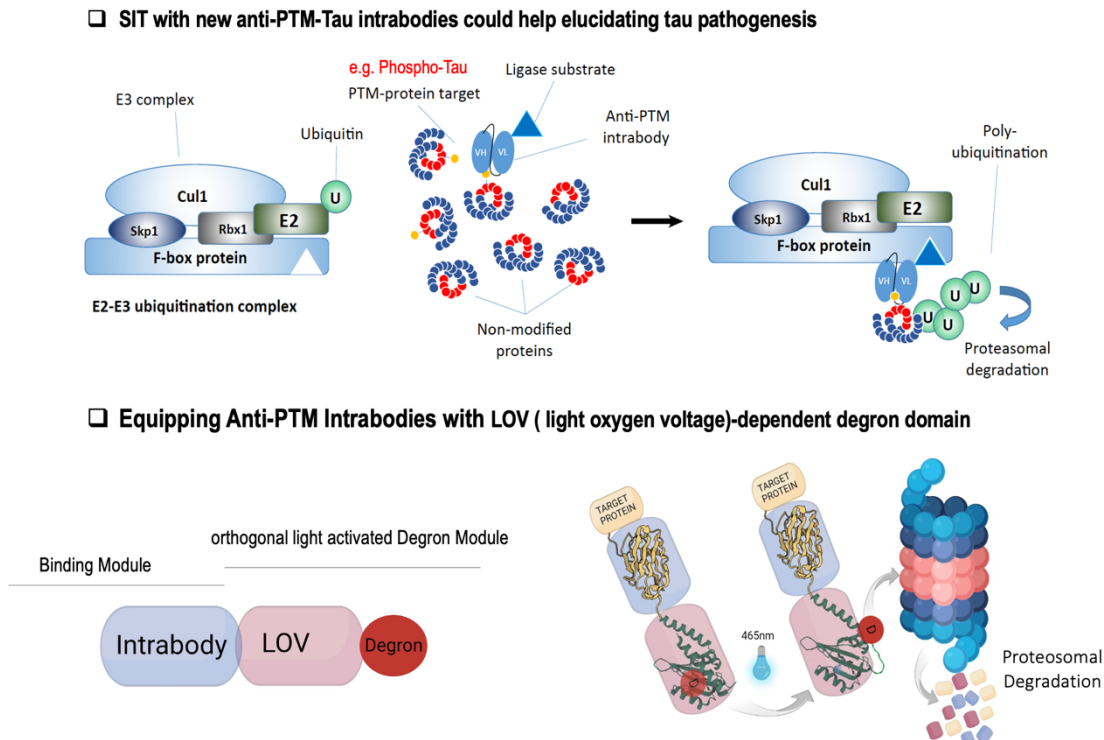 ❑ SIT with new anti-PTM-Tau intrabodies could help elucidating tau pathogenesis
E3 complex
Ubiquitin
Cul1
Skp1
Rbx1
E2
U
F-box protein
E2-E3 ubiquitination complex
e.g. Phospho-Tau
PTM-protein target
Ligase substrate
Anti-PTM
intrabody
VH
VL
Non-modified
proteins
Poly-
ubiquitination
Cul1
Skp1
Rbx1
E2
F-box protein
VH
VL
U
U
U
U
Proteasomal
degradation
❑ Equipping Anti-PTM Intrabodies with LOV ( light oxygen voltage)-dependent degron domain
Binding Module
orthogonal light activated Degron Module
Intrabody
LOV
Degron
TARGET
PROTEIN
D
465nm
TARGET
PROTEIN
D
Proteosomal
Degradation